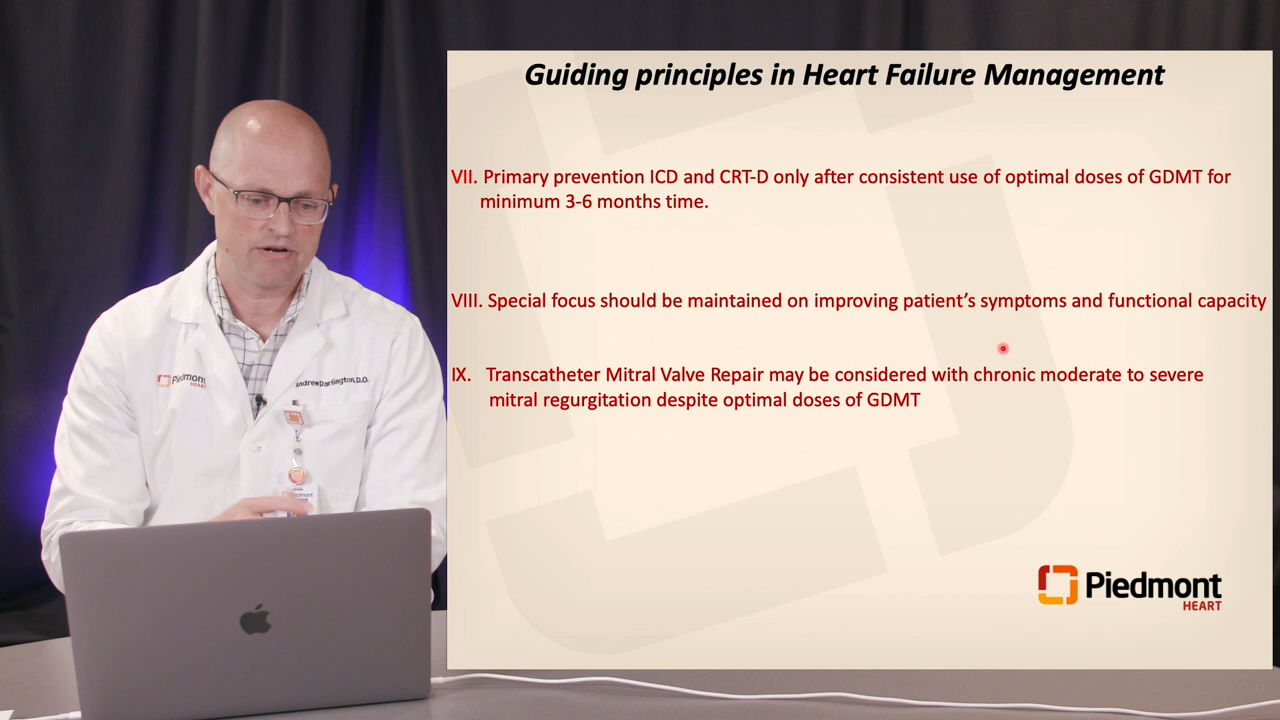 Guiding principles in Heart Failure Management
VII. Primary prevention ICD and CRT-D only after consistent use of optimal doses of GDMT for
minimum 3-6 months time.
VIII. Special focus should be maintained on improving patient's symptoms and functional capacity
IX. Transcatheter Mitral Valve Repair may be considered with chronic moderate to severe
mitral regurgitation despite optimal doses of GDMT
Piedmont
HEART
Piedmont
HEART
Andrew Darlington, D.O.
Piedmont